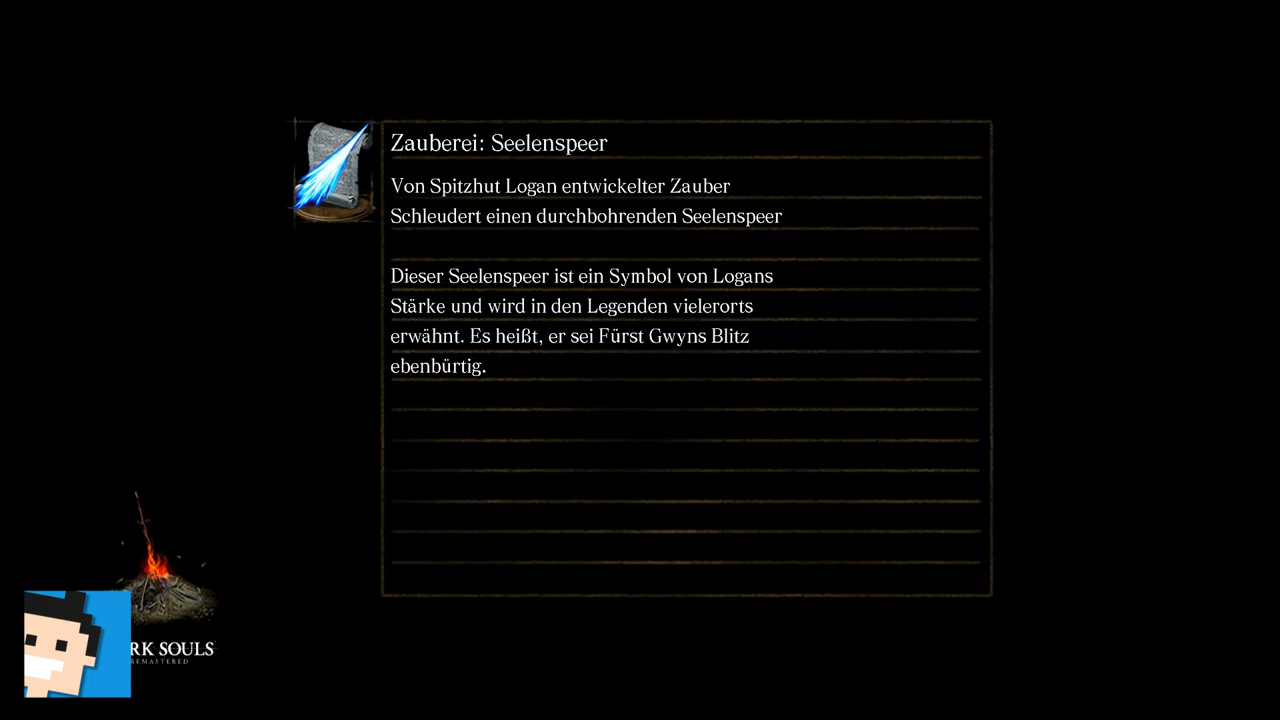 Zauberei: Seelenspeer
Von Spitzhut Logan entwickelter Zauber
Schleudert einen durchbohrenden Seelenspeer
Dieser Seelenspeer ist ein Symbol von Logans
Stärke und wird in den Legenden vielerorts
erwähnt. Es heißt, er sei Fürst Gwyns Blitz
ebenbürtig.
RK SOULS
REMASTERED